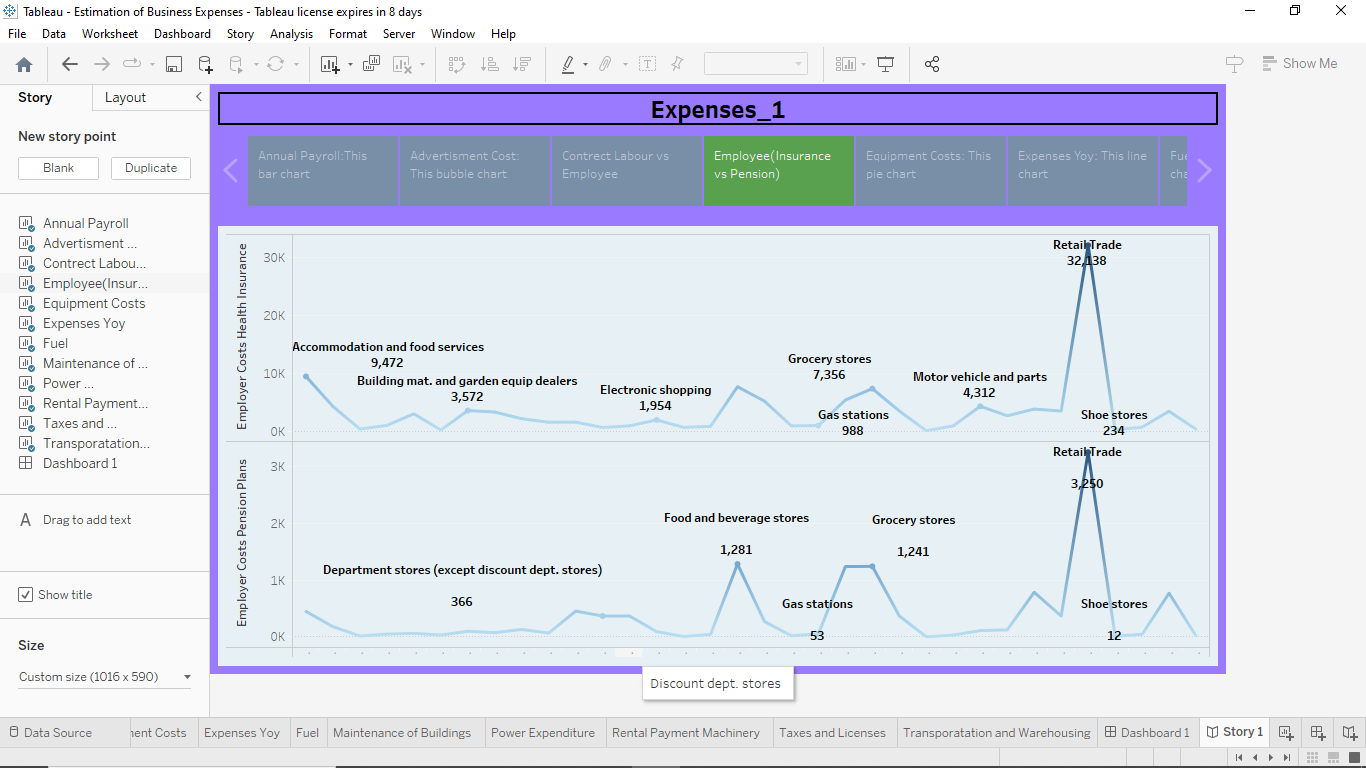 Tableau - Estimation of Business Expenses - Tableau license expires in 8 days
File Data Worksheet Dashboard Story Analysis Format Server Window Help
Show Me
Story Layout
New story point
Blank Duplicate
Annual Payroll
Advertisment ...
Contrect Labou...
Employee(Insur...
Equipment Costs
Expenses Yoy
Fuel
Maintenance of ...
Power ...
Rental Payment...
Taxes and ...
Transporatation...
Dashboard 1
A Drag to add text
Show title
Size
Custom size (1016 x 590)
Expenses_1
Annual Payroll:This
bar chart
Advertisment Cost:
This bubble chart
Contrect Labour vs
Employee
Employee(Insurance
vs Pension)
Equipment Costs: This
pie chart
Expenses Yoy: This line
chart
Fue
cha
Employer Costs Health Insurance
30K
20K
10K
0K
Accommodation and food services
9,472
Building mat. and garden equip dealers
3,572
Electronic shopping
1,954
Grocery stores
7,356
Gas stations
988
Motor vehicle and parts
4,312
Retail Trade
32,138
Shoe stores
234
Employer Costs Pension Plans
3K
2K
1K
0K
Department stores (except discount dept. stores)
366
Food and beverage stores
1,281
Gas stations
53
Grocery stores
1,241
Retail Trade
3,250
Shoe stores
12
Discount dept. stores
Data Source ent Costs Expenses Yoy Fuel Maintenance of Buildings Power Expenditure Rental Payment Machinery Taxes and Licenses Transporatation and Warehousing Dashboard 1 Story 1